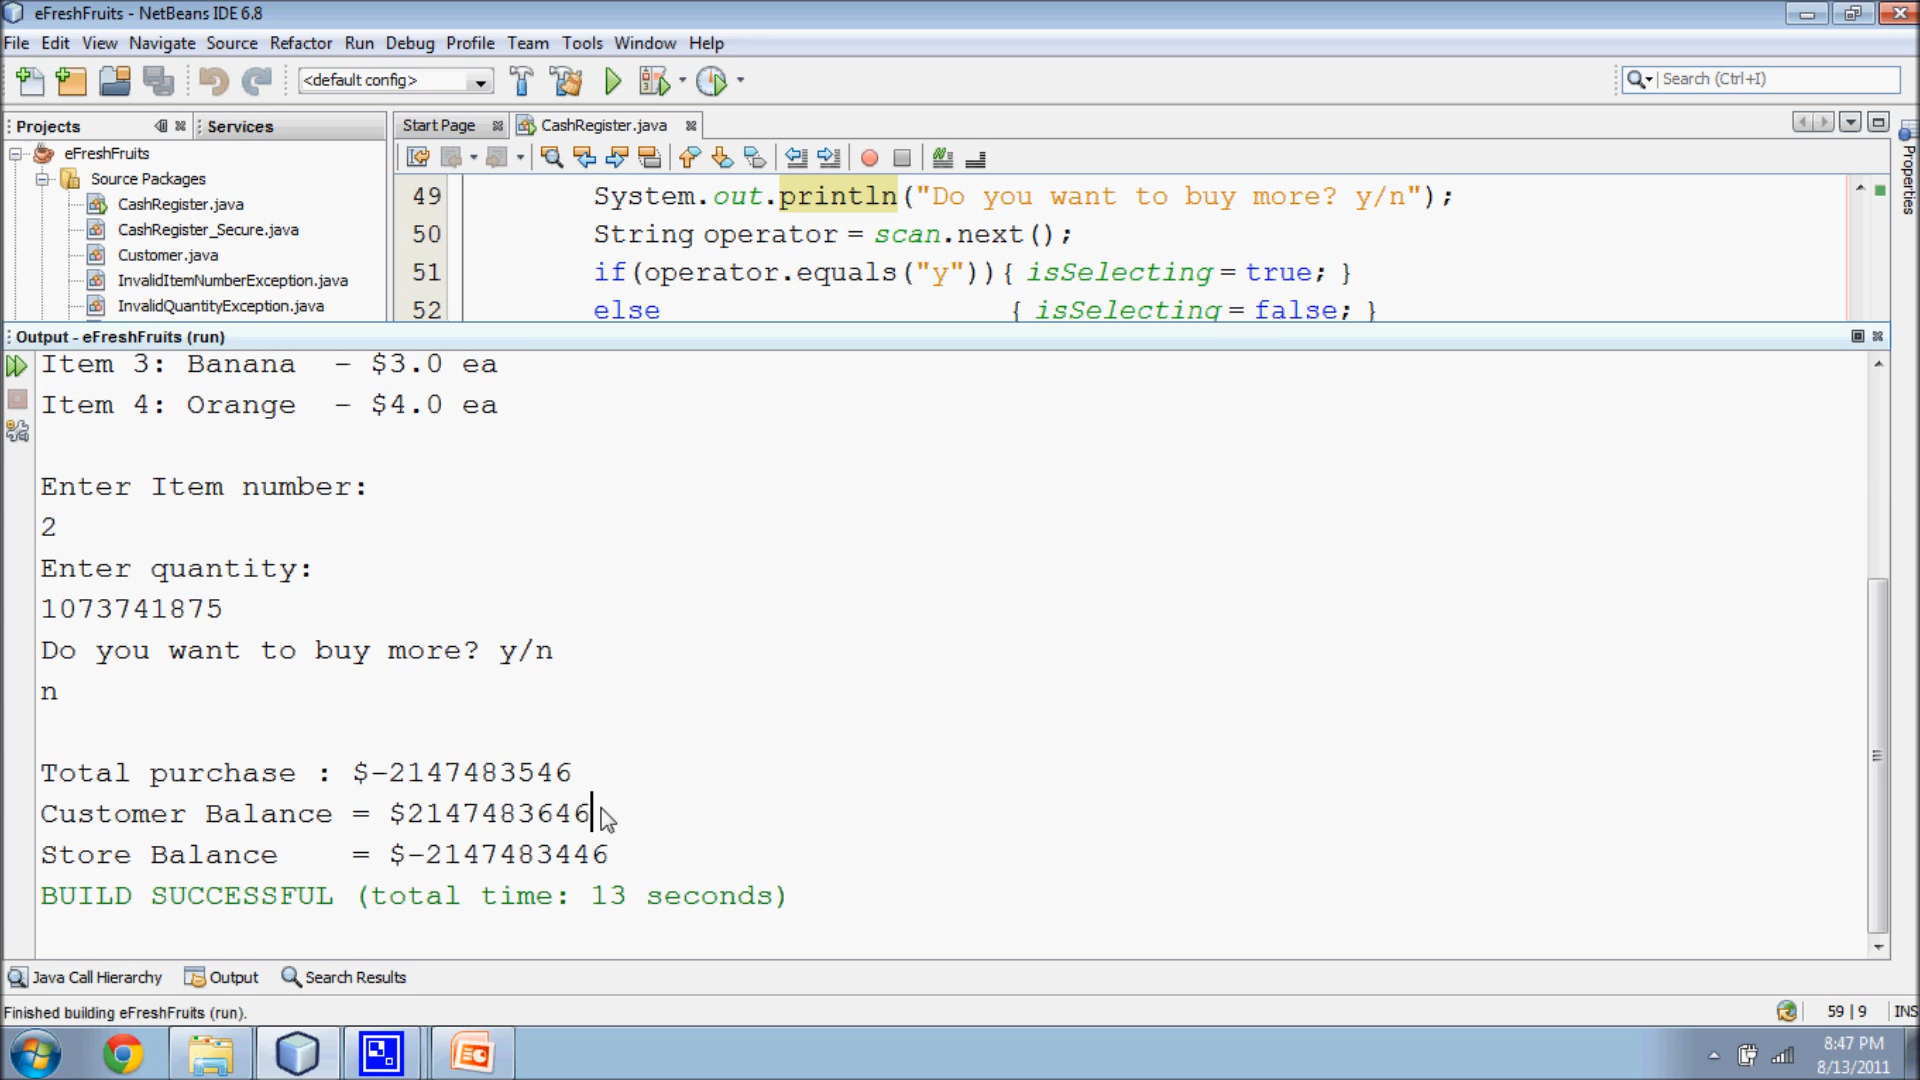 eFreshFruits - NetBeans IDE 6.8
File Edit View Navigate Source Refactor Run Debug Profile Team Tools Window Help
<default config>
Search (Ctrl+I)
Projects
Services
Start Page
CashRegister.java
Properties
eFreshFruits
Source Packages
CashRegister.java
CashRegister_Secure.java
Customer.java
InvalidItemNumberException.java
InvalidQuantityException.java
49 System.out.println("Do you want to buy more? y/n");
50 String operator = scan.next();
51 if(operator.equals("y")){ isSelecting = true; }
52 else { isSelecting = false; }
Output - eFreshFruits (run)
Item 3: Banana - $3.0 ea
Item 4: Orange - $4.0 ea
Enter Item number:
2
Enter quantity:
1073741875
Do you want to buy more? y/n
n
Total purchase : $-2147483546
Customer Balance = $2147483646
Store Balance = $-2147483446
BUILD SUCCESSFUL (total time: 13 seconds)
Java Call Hierarchy
Output
Search Results
Finished building eFreshFruits (run).
59 | 9
INS
8:47 PM
8/13/2011